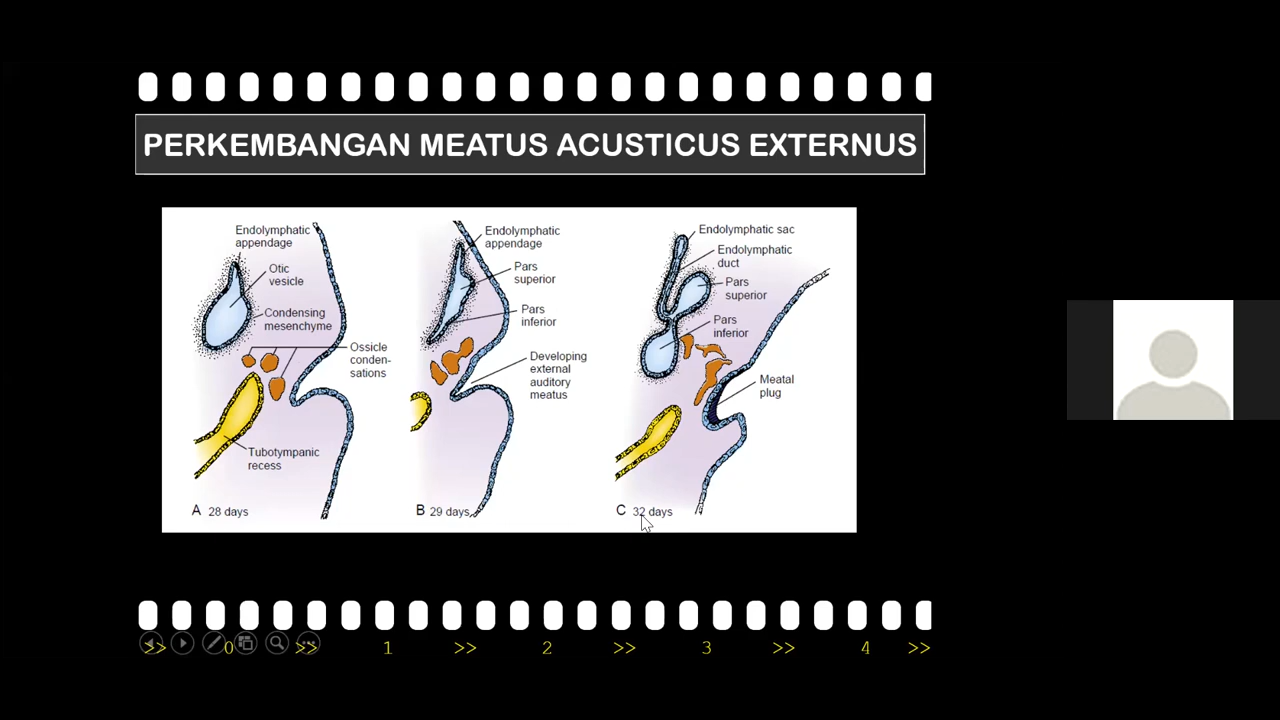 PERKEMBANGAN MEATUS ACUSTICUS EXTERNUS
Endolymphatic
appendage
Otic
vesicle
Condensing
mesenchyme
Ossicle
conden-
sations
Tubotympanic
recess
A 28 days
Endolymphatic
appendage
Pars
superior
Pars
inferior
Developing
external
auditory
meatus
B 29 days
Endolymphatic sac
Endolymphatic
duct
Pars
superior
Pars
inferior
Meatal
plug
C 32 days
>> 0 >> 1 >> 2 >> 3 >> 4 >>